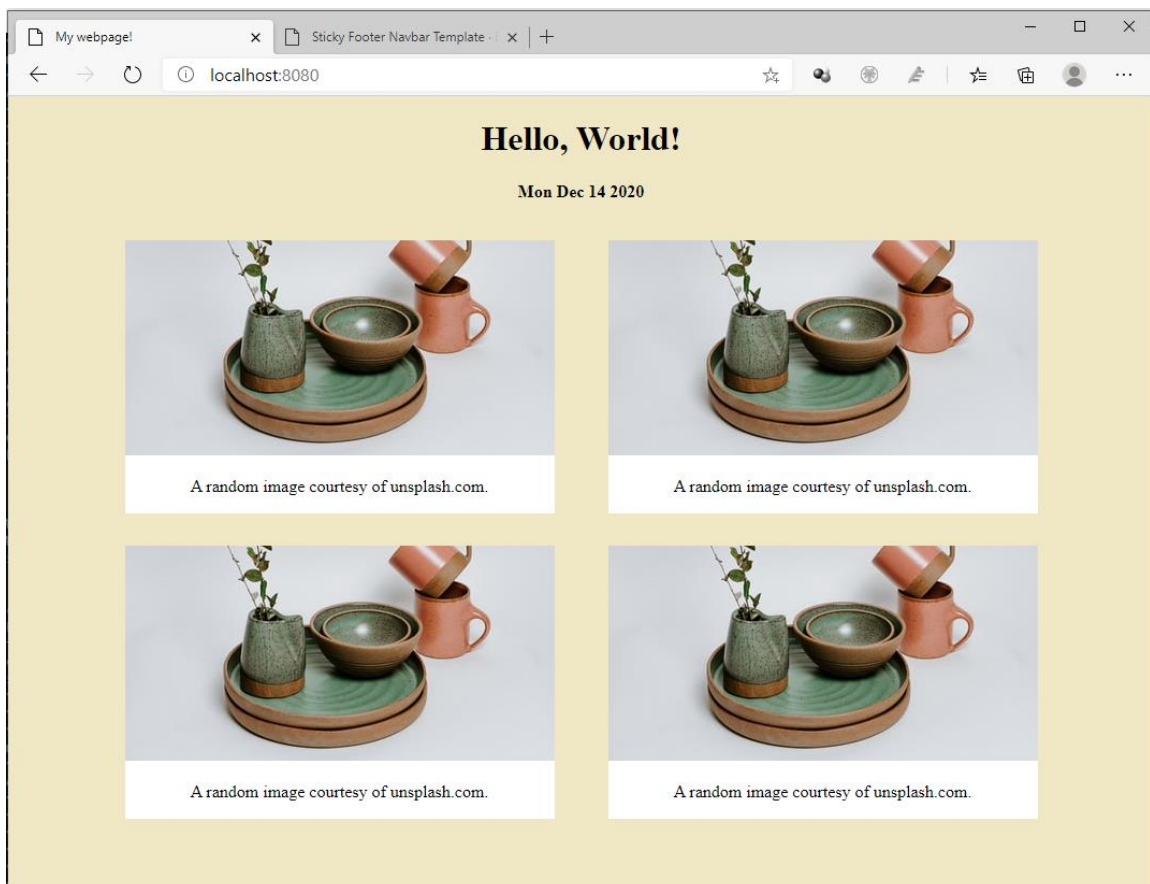 My webpage!
Sticky Footer Navbar Template ·
localhost:8080
Hello, World!
Mon Dec 14 2020
A random image courtesy of unsplash.com.
A random image courtesy of unsplash.com.
A random image courtesy of unsplash.com.
A random image courtesy of unsplash.com.